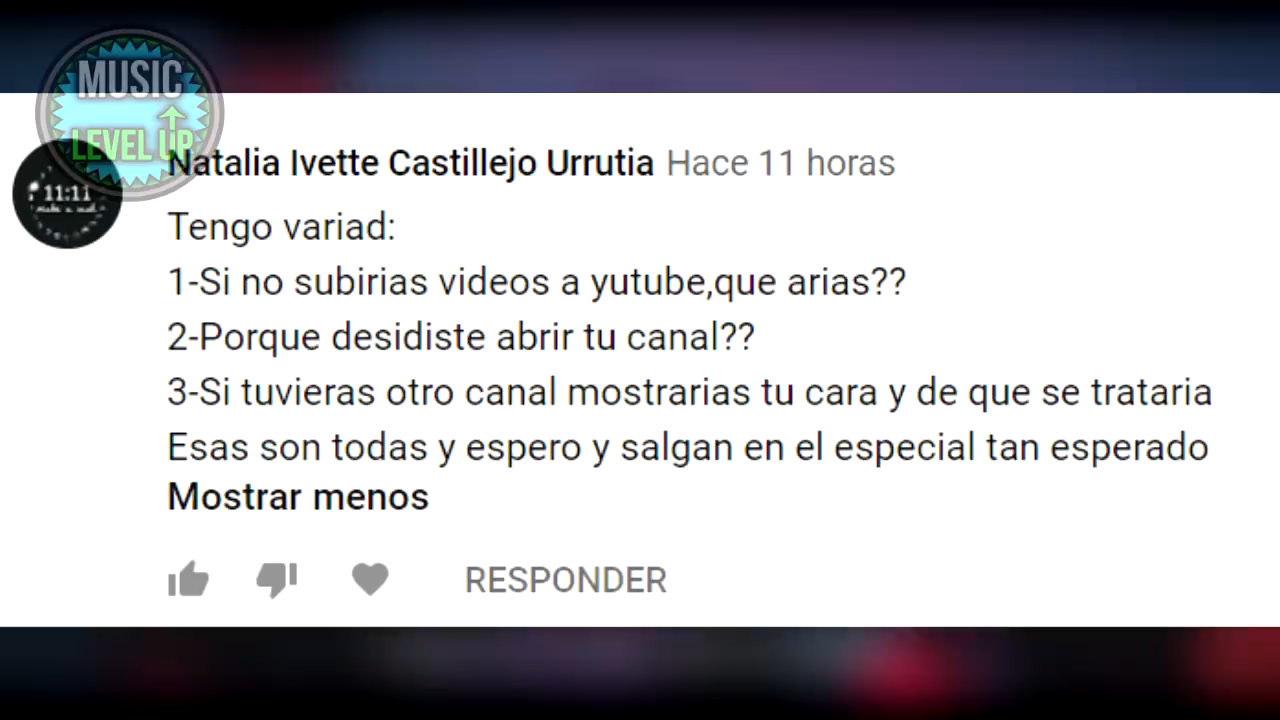 MUSIC
LEVEL UP
11:11
Natalia Ivette Castillejo Urrutia Hace 11 horas
Tengo variad:
1-Si no subirias videos a yutube,que arias??
2-Porque desidiste abrir tu canal??
3-Si tuvieras otro canal mostrarias tu cara y de que se trataria
Esas son todas y espero y salgan en el especial tan esperado
Mostrar menos
RESPONDER